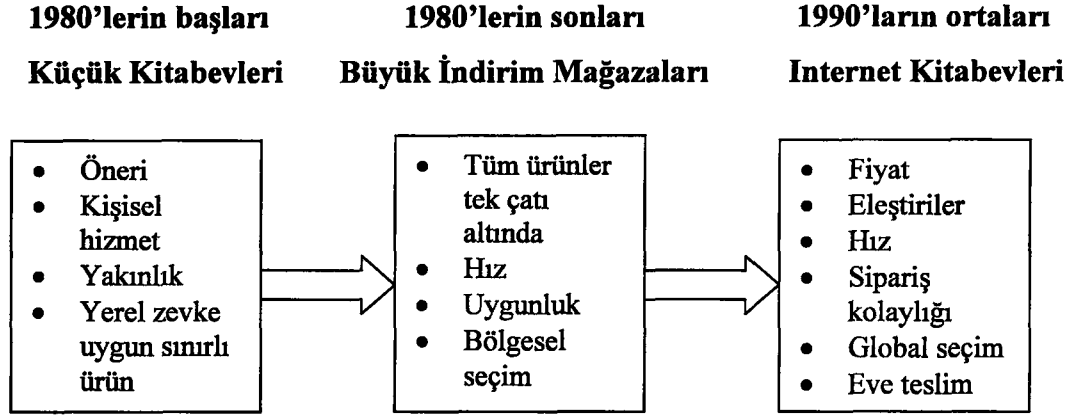 1980’lerin başları
Küçük Kitabevleri
• Öneri
• Kişisel
hizmet
• Yakınlık
• Yerel zevke
uygun sınırlı
ürün
1980’lerin sonları
Büyük İndirim Mağazaları
• Tüm ürünler
tek çatı
altında
• Hız
• Uygunluk
• Bölgesel
seçim
1990’ların ortaları
Internet Kitabevleri
• Fiyat
• Eleştiriler
• Hız
• Sipariş
kolaylığı
• Global seçim
• Eve teslim